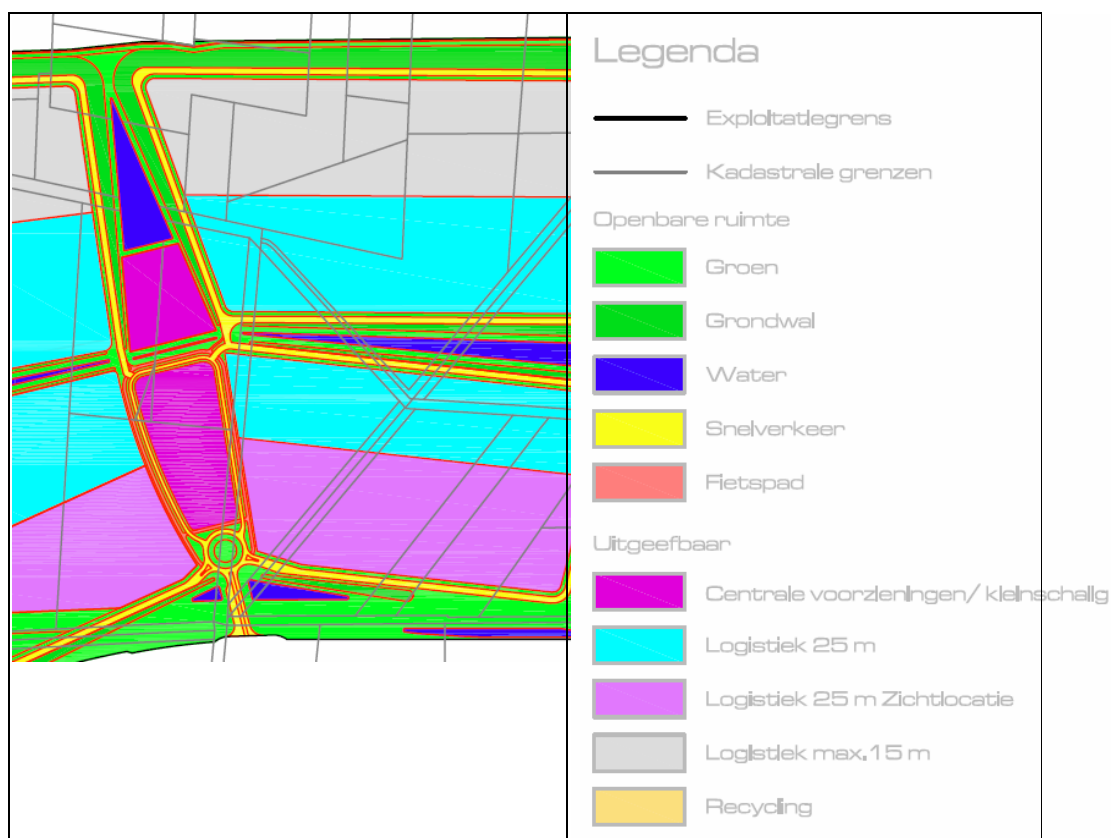 Legenda
Exploitatiegrens
Kadastrale grenzen
Openbare ruimte
Groen
Grondwal
Water
Snelverkeer
Fietspad
Uitgeefbaar
Centrale voorzieningen/ kleinschalig
Logistiek 25 m
Logistiek 25 m Zichtlocatie
Logistiek max.15 m
Recycling